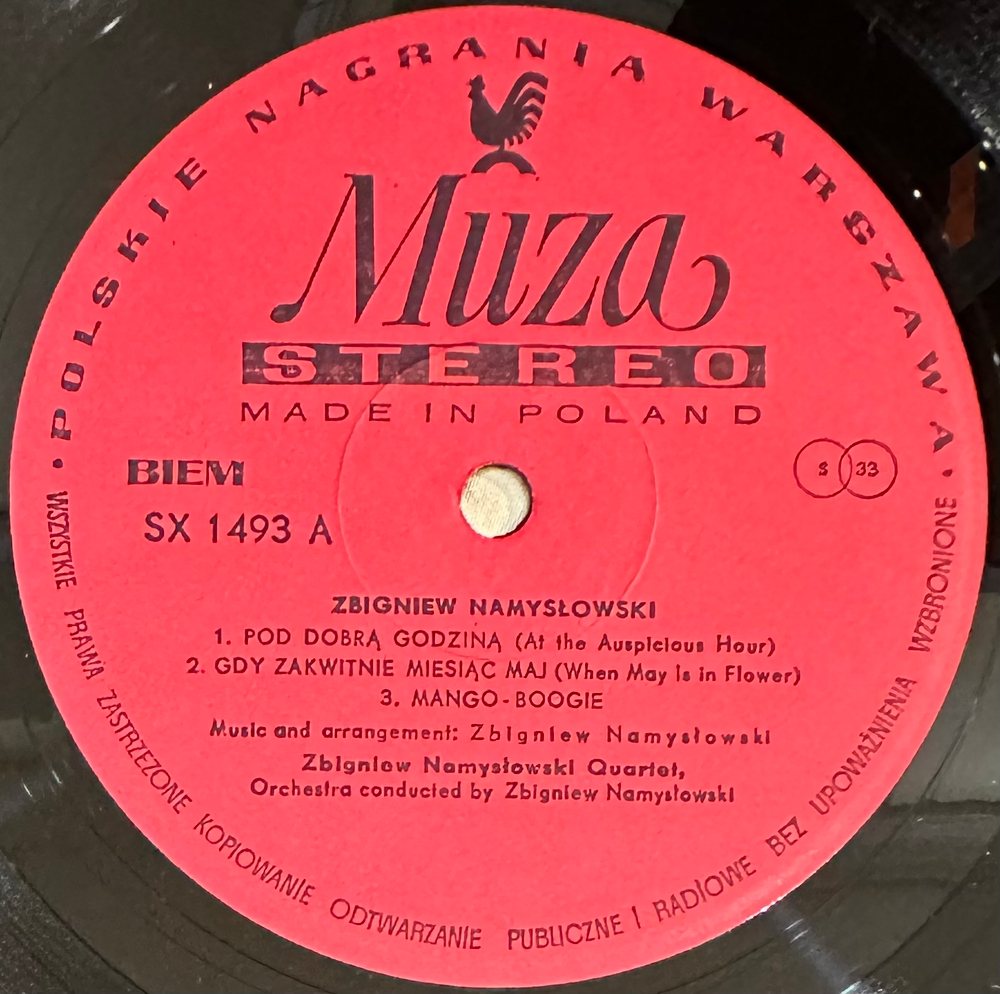 • POLSKIE NAGRANIA WARSZAWA •
Muza
STEREO
MADE IN POLAND
BIEM
S 33
SX 1493 A
ZBIGNIEW NAMYSŁOWSKI
1. POD DOBRĄ GODZINĄ (At the Auspicious Hour)
2. GDY ZAKWITNIE MIESIĄC MAJ (When May is in Flower)
3. MANGO-BOOGIE
Music and arrangement: Zbigniew Namysłowski
Zbigniew Namysłowski Quartet,
Orchestra conducted by Zbigniew Namysłowski
WSZYSTKIE PRAWA ZASTRZEŻONE KOPIOWANIE ODTWARZANIE PUBLICZNE I RADIOWE BEZ UPOWAŻNIENIA WZBRONIONE